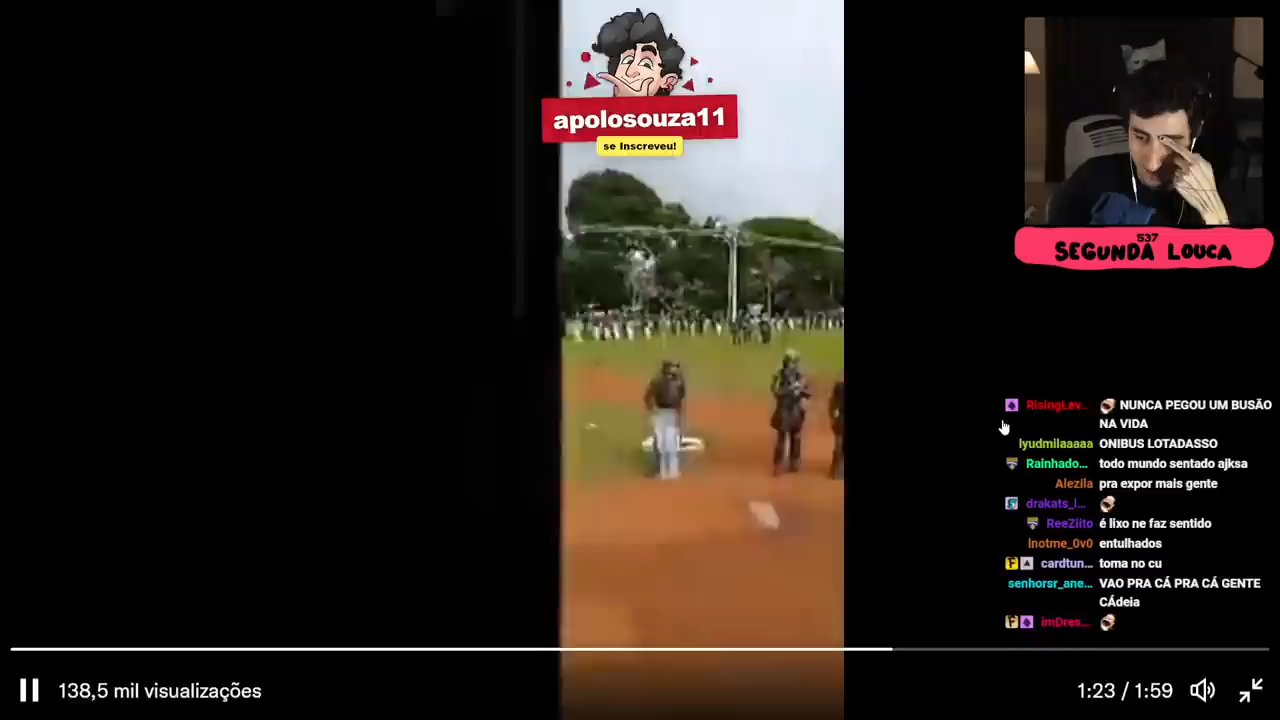 apolosouza11
se Inscreveu!
537
SEGUNDA LOUCA
RisingLev... NUNCA PEGOU UM BUSÃO
NA VIDA
lyudmilaaaaa ONIBUS LOTADASSO
Rainhado... todo mundo sentado ajksa
Alezila pra expor mais gente
drakats_l...
ReeZiito é lixo ne faz sentido
lnotme_0v0 entulhados
cardtun... toma no cu
senhorsr_ane... VAO PRA CÁ PRA CÁ GENTE
CÁdeia
imDres...
138,5 mil visualizações
1:23 / 1:59